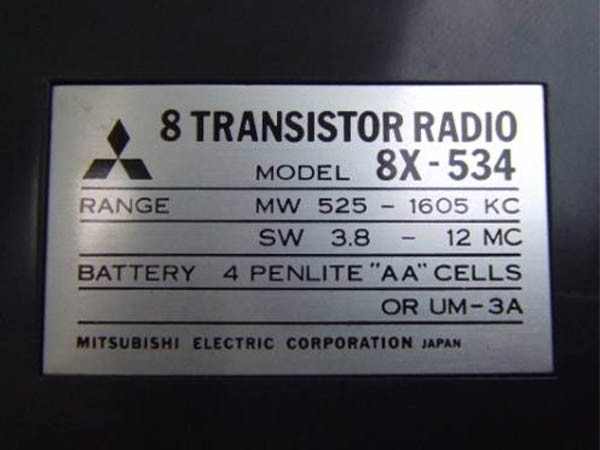 8 TRANSISTOR RADIO
MODEL 8X-534
RANGE MW 525 - 1605 KC
SW 3.8 - 12 MC
BATTERY 4 PENLITE "AA" CELLS
OR UM-3A
MITSUBISHI ELECTRIC CORPORATION JAPAN